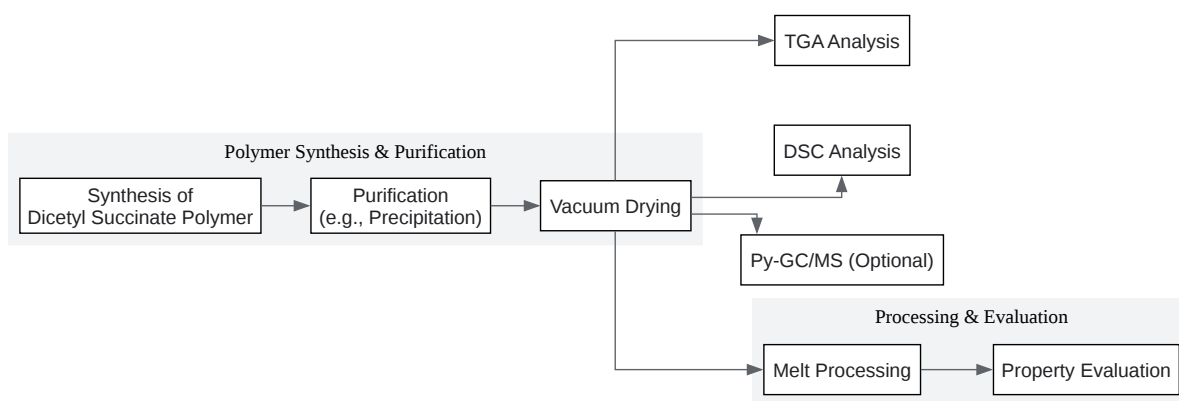 TGA Analysis
Polymer Synthesis & Purification
DSC Analysis
Synthesis of
Dicetyl Succinate Polymer
Purification
(e.g., Precipitation)
Vacuum Drying
Py-GC/MS (Optional)
Processing & Evaluation
Melt Processing
Property Evaluation